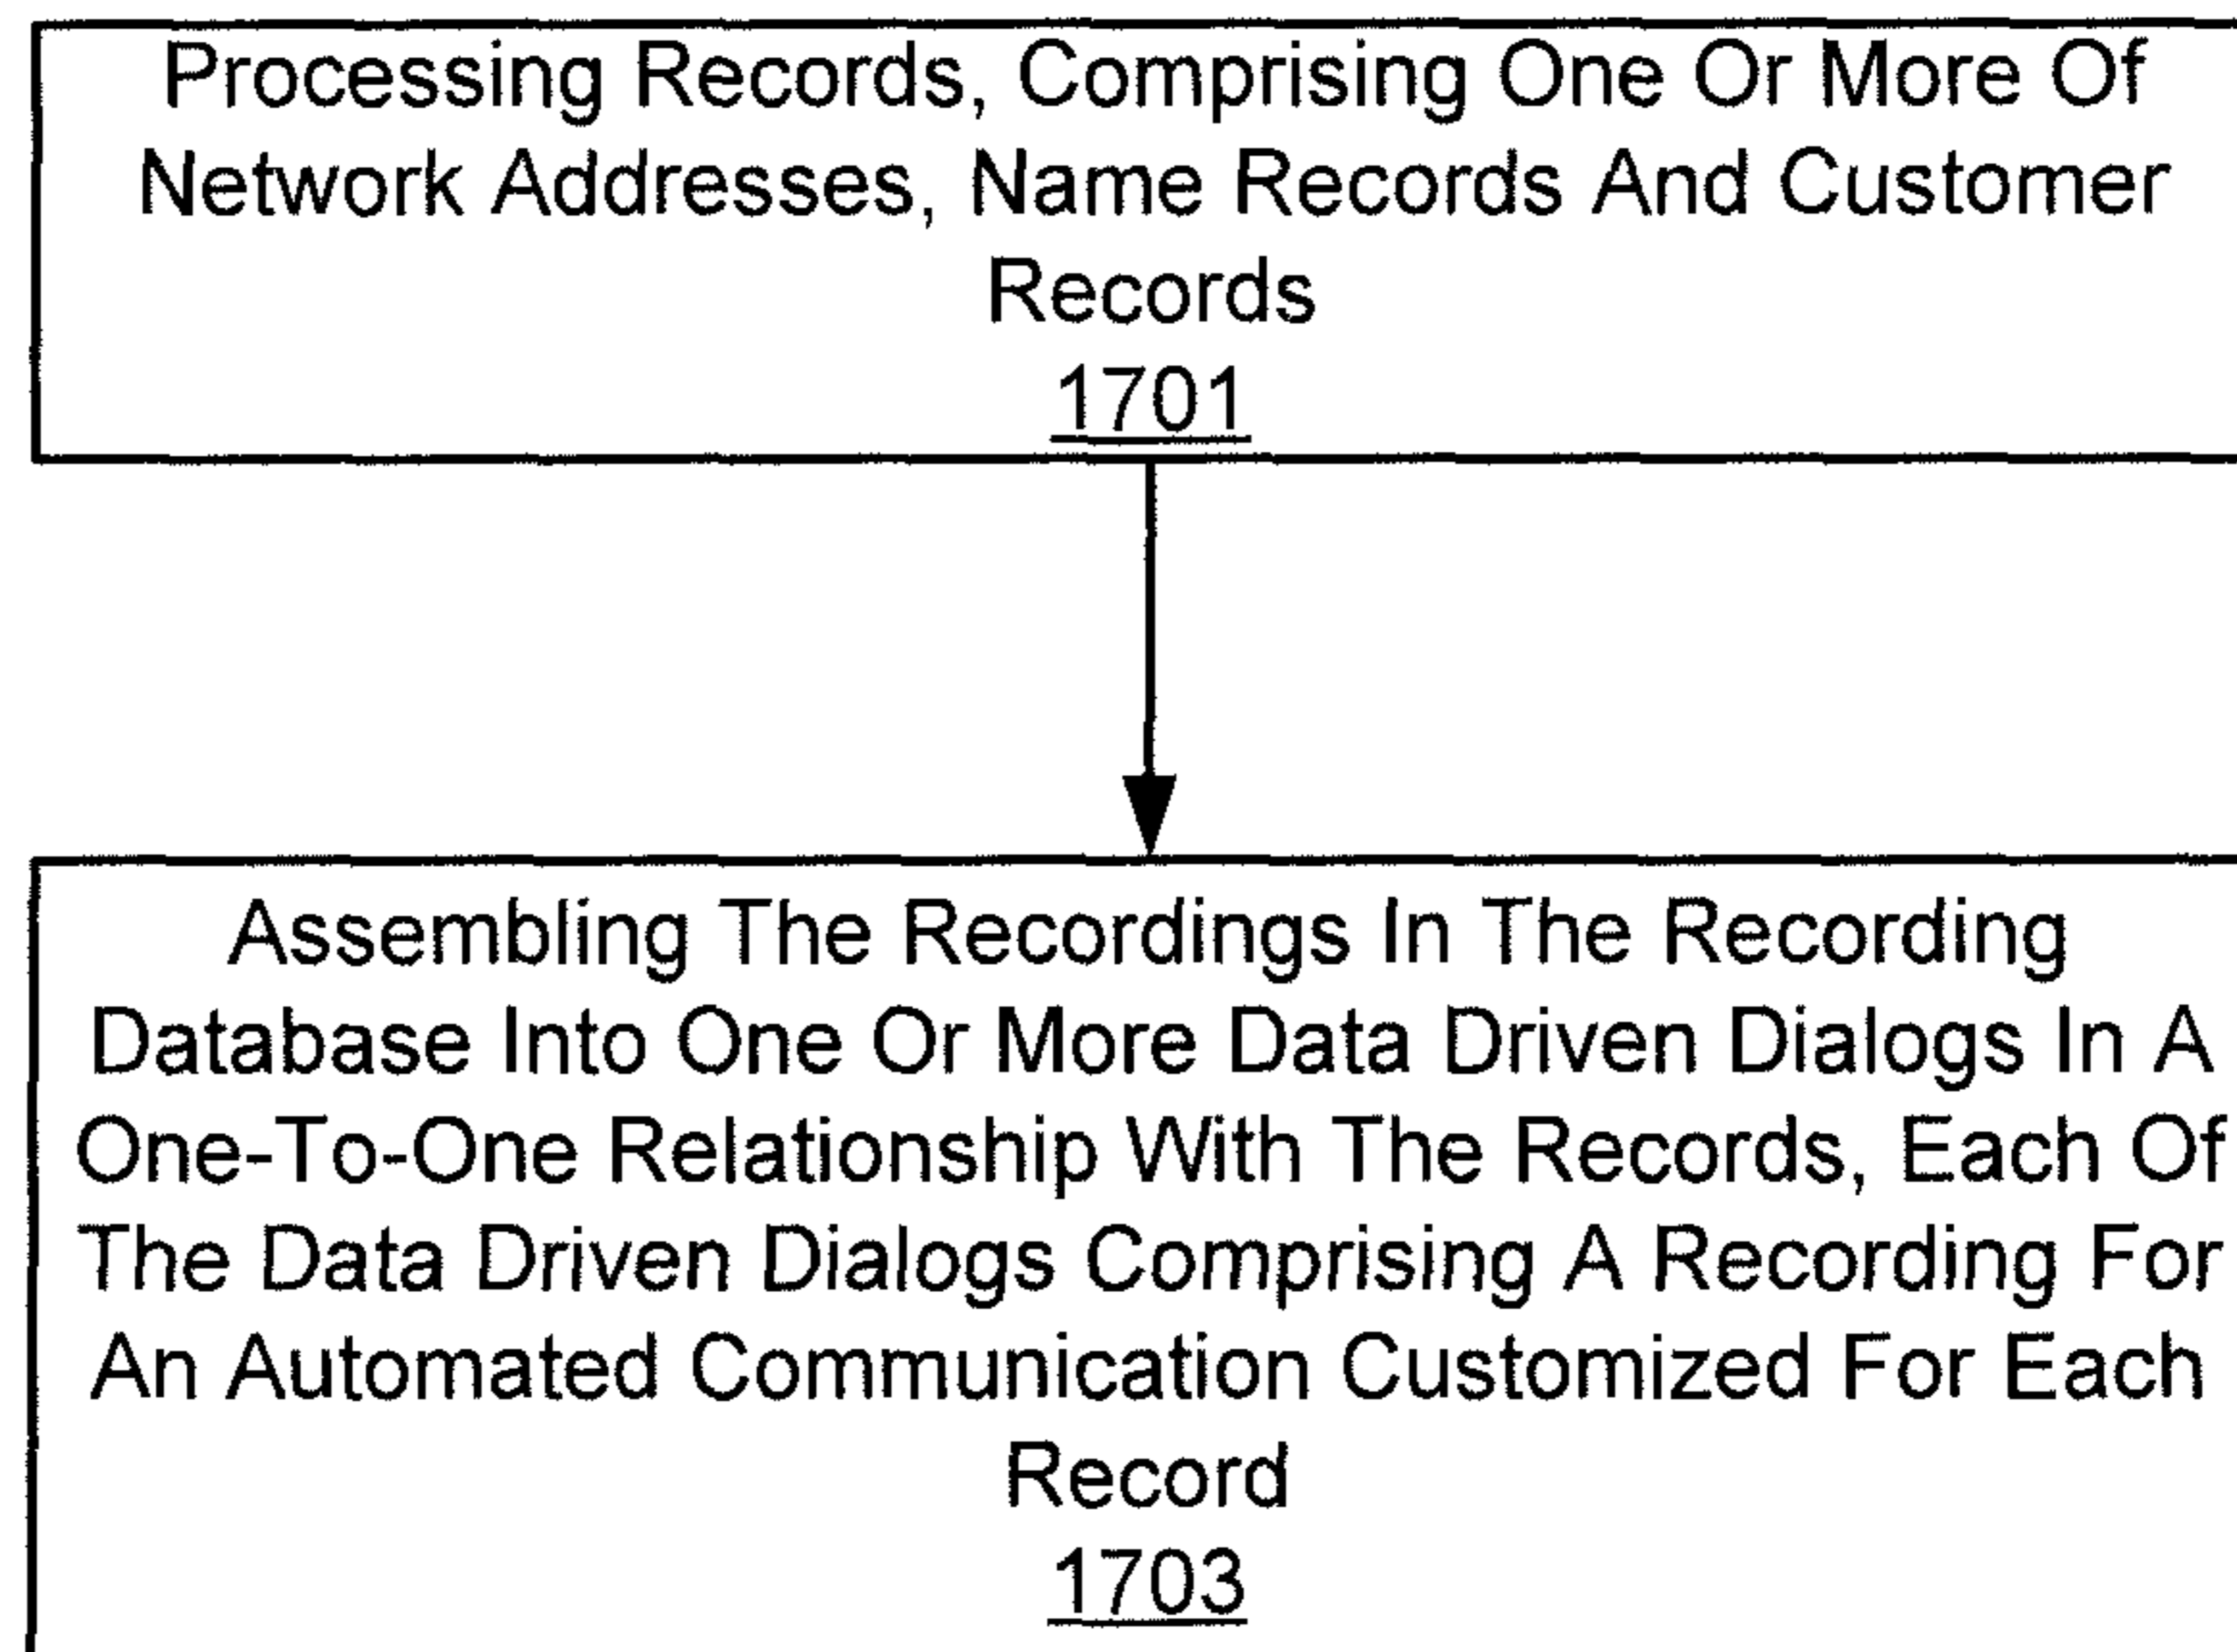 Processing Records, Comprising One Or More Of
Network Addresses, Name Records And Customer
Records
1701
Assembling The Recordings In The Recording
Database Into One Or More Data Driven Dialogs In A
One-To-One Relationship With The Records, Each Of
The Data Driven Dialogs Comprising A Recording For
An Automated Communication Customized For Each
Record
1703